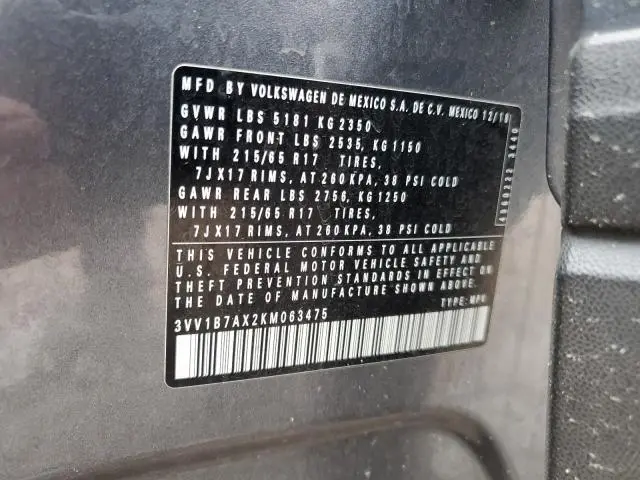 MFD BY VOLKSWAGEN DE MEXICO S.A. DE C.V. MEXICO 12/18
GVWR LBS 5181 KG 2350
GAWR FRONT LBS 2535, KG 1150
WITH 215/65 R17 TIRES,
7JX17 RIMS, AT 260 KPA, 38 PSI COLD
GAWR REAR LBS 2756, KG 1250
WITH 215/65 R17 TIRES,
7JX17 RIMS, AT 260 KPA, 38 PSI COLD
THIS VEHICLE CONFORMS TO ALL APPLICABLE
U.S. FEDERAL MOTOR VEHICLE SAFETY AND
THEFT PREVENTION STANDARDS IN EFFECT ON
THE DATE OF MANUFACTURE SHOWN ABOVE.
TYPE: MPV
3VV1B7AX2KM063475
3440